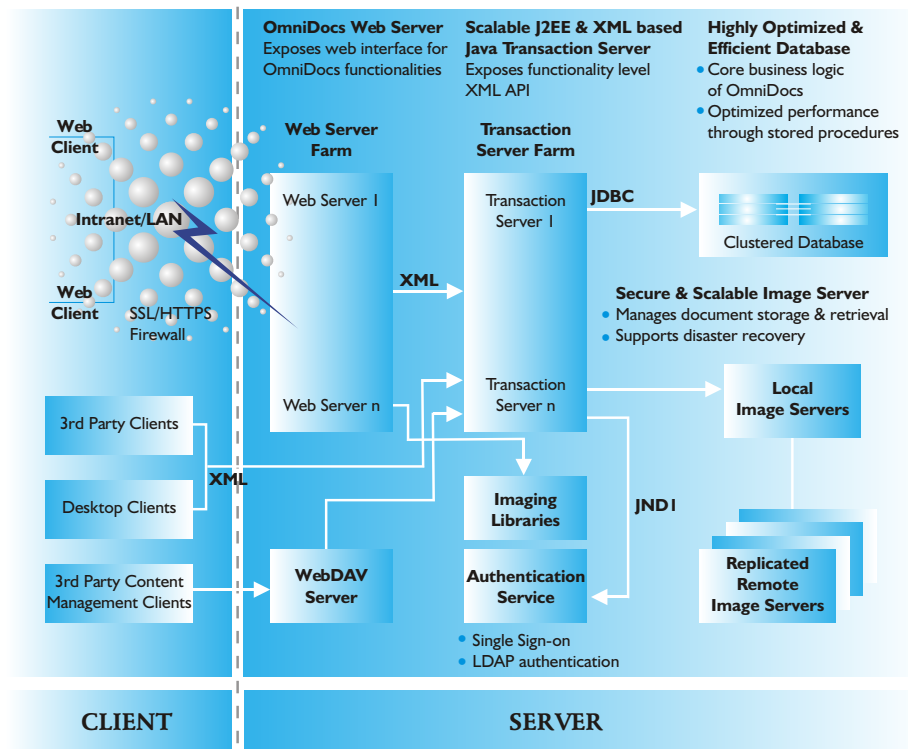 OmniDocs Web Server
Exposes web interface for
OmniDocs functionalities
Scalable J2EE & XML based
Java Transaction Server
Exposes functionality level
XML API
Highly Optimized &
Efficient Database
Core business logic
of OmniDocs
Optimized performance
through stored procedures
Web
Client
Intranet/LAN
Web
Client
SSL/HTTPS
Firewall
Web Server
Farm
Web Server 1
Web Server n
XML
Transaction
Server Farm
Transaction
Server 1
Transaction
Server n
JDBC
Clustered Database
Secure & Scalable Image Server
Manages document storage & retrieval
Supports disaster recovery
Local
Image Servers
3rd Party Clients
XML
Desktop Clients
3rd Party Content
Management Clients
WebDAV
Server
Imaging
Libraries
JND1
Authentication
Service
Single Sign-on
LDAP authentication
Replicated
Remote
Image Servers
CLIENT
SERVER